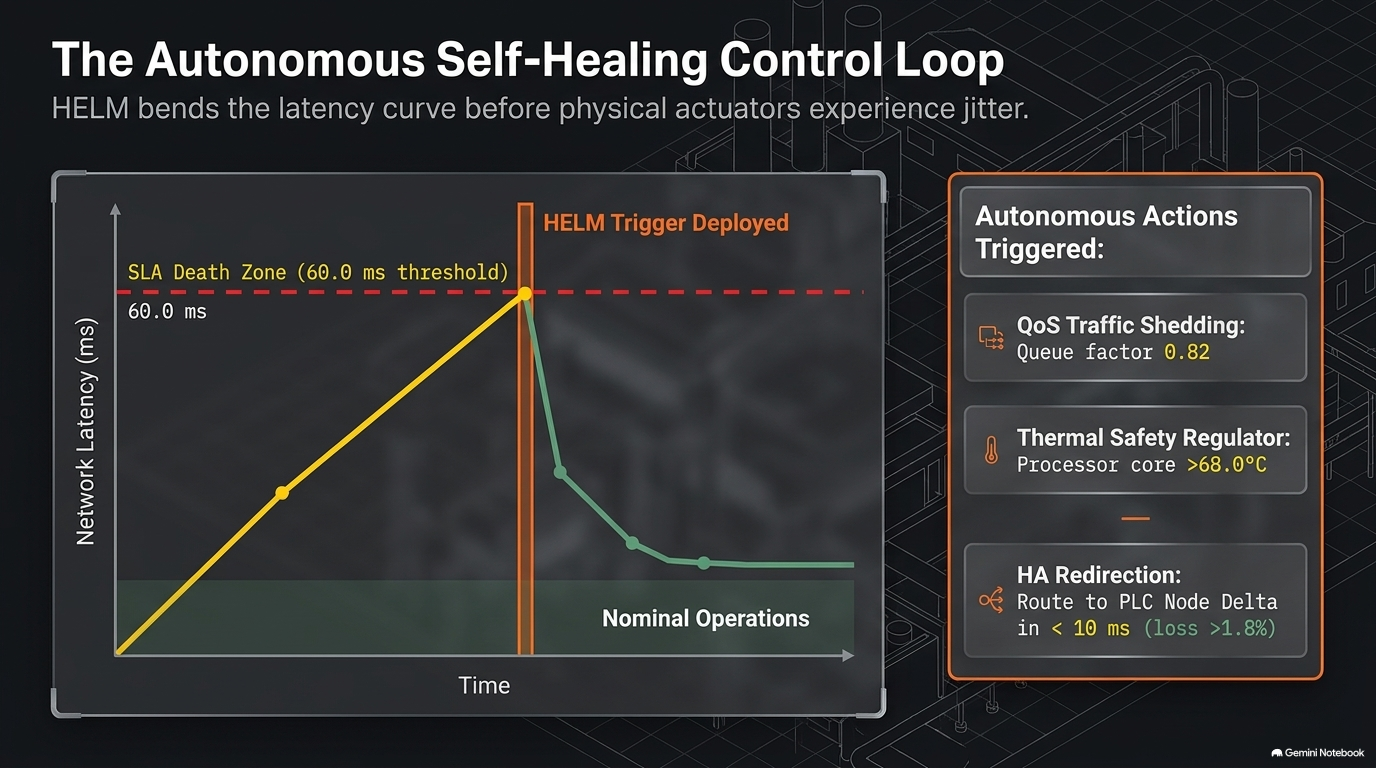 The Autonomous Self-Healing Control Loop
HELM bends the latency curve before physical actuators experience jitter.
HELM Trigger Deployed
SLA Death Zone (60.0 ms threshold)
60.0 ms
Network Latency (ms)
Nominal Operations
Time
Autonomous Actions
Triggered:
QoS Traffic Shedding:
Queue factor 0.82
Thermal Safety Regulator:
Processor core >68.0°C
HA Redirection:
Route to PLC Node Delta
in < 10 ms (loss >1.8%)
Gemini Notebook